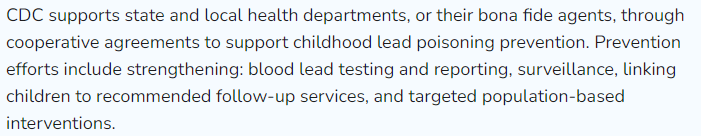 CDC supports state and local health departments, or their bona fide agents, through
cooperative agreements to support childhood lead poisoning prevention. Prevention
efforts include strengthening: blood lead testing and reporting, surveillance, linking
children to recommended follow-up services, and targeted population-based
interventions.